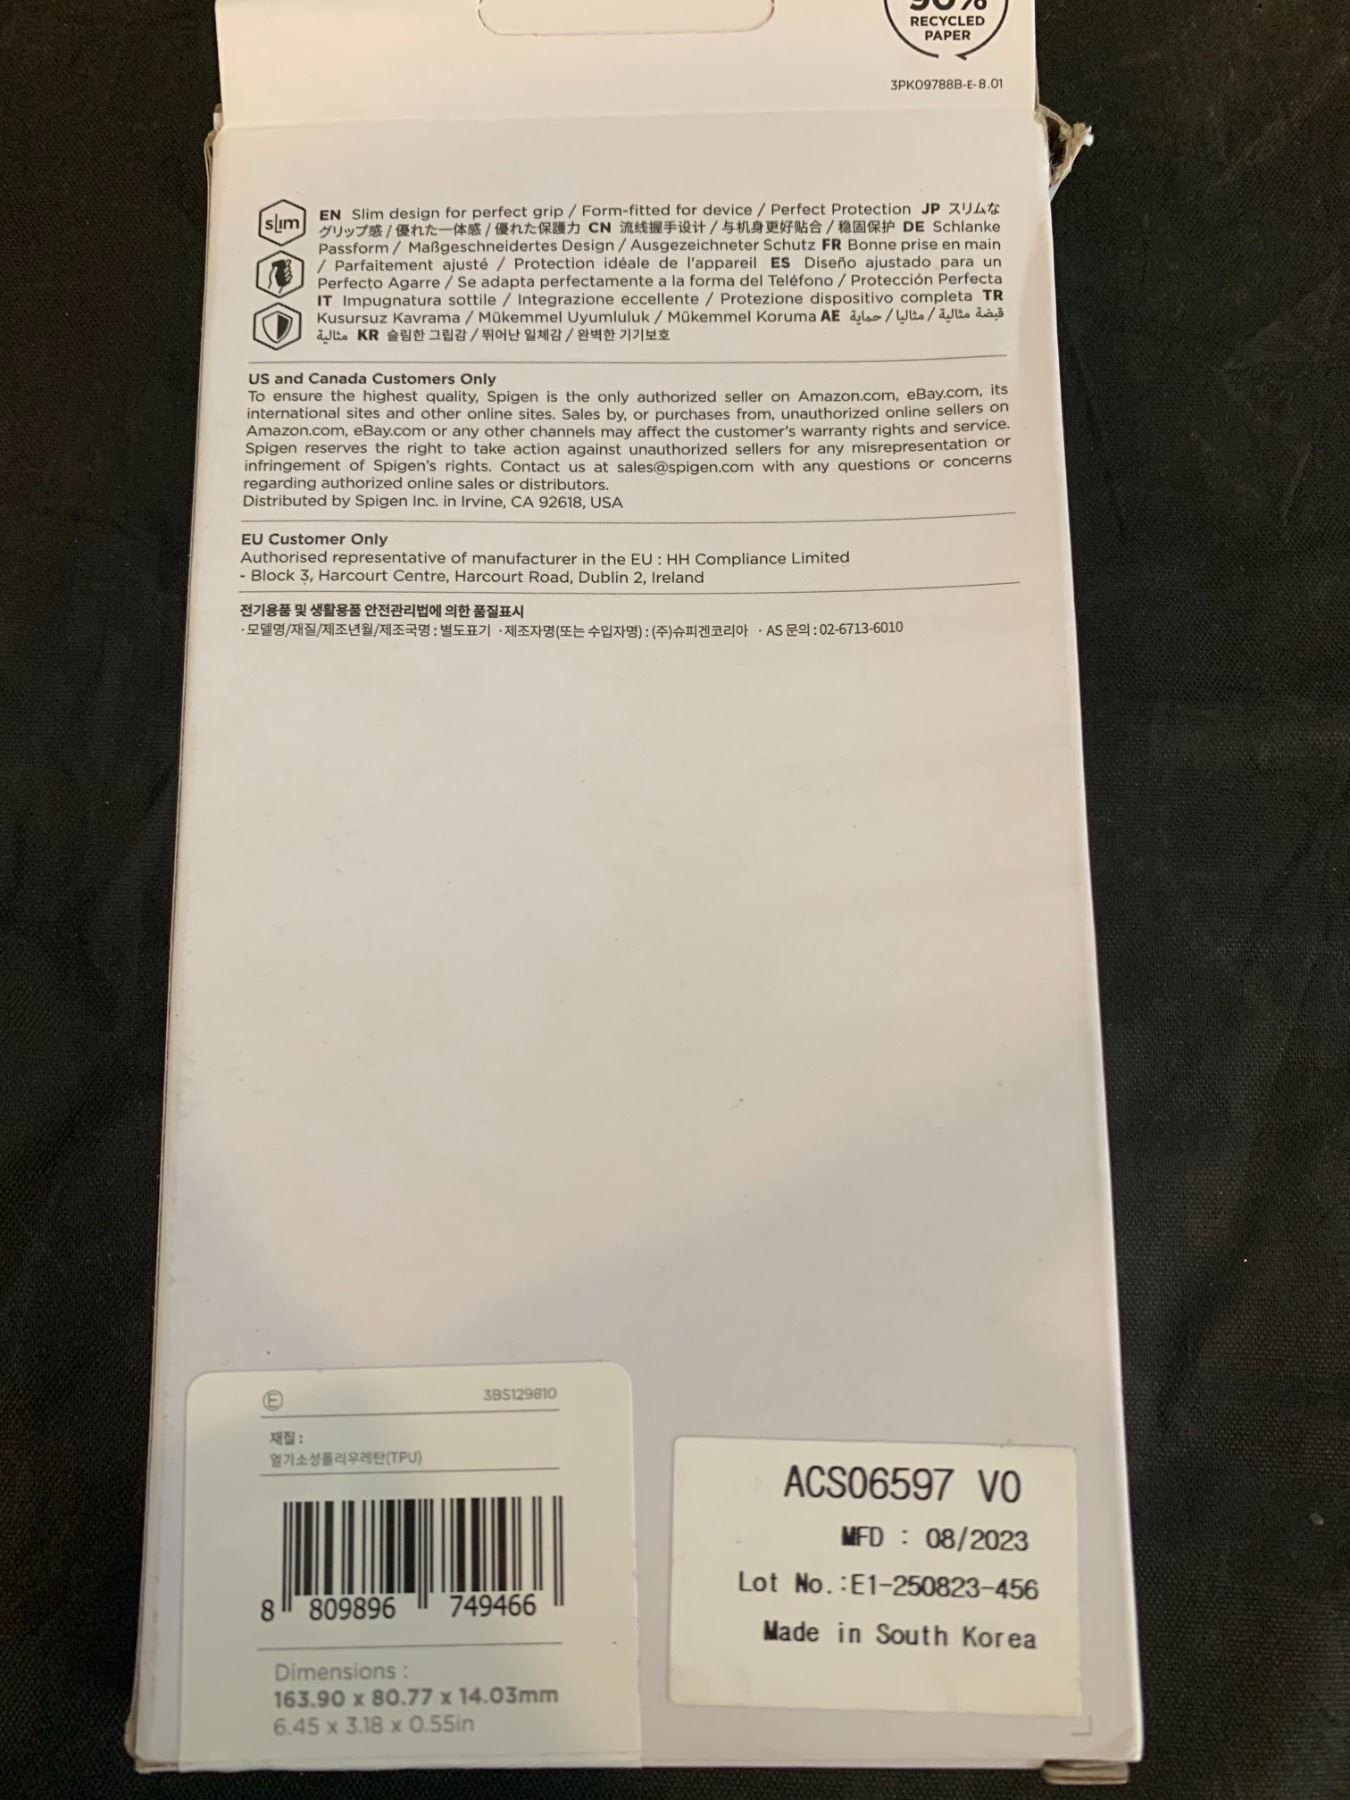 90%
RECYCLED
PAPER
3PK09788B-E-8.01
slim
EN Slim design for perfect grip / Form-fitted for device / Perfect Protection JP スリムな
グリップ感 / 優れた一体感 / 優れた保護力 CN 流线握手设计 / 与机身更好贴合 / 稳固保护 DE Schlanke
Passform / Maßgeschneidertes Design / Ausgezeichneter Schutz FR Bonne prise en main
/ Parfaitement ajusté / Protection idéale de l'appareil ES Diseño ajustado para un
Perfecto Agarre / Se adapta perfectamente a la forma del Teléfono / Protección Perfecta
IT Impugnatura sottile / Integrazione eccellente / Protezione dispositivo completa TR
Kusursuz Kavrama / Mükemmel Uyumluluk / Mükemmel Koruma AE قبضة مثالية / مثاليا / حماية
مثالية KR 슬림한 그립감 / 뛰어난 일체감 / 완벽한 기기보호
US and Canada Customers Only
To ensure the highest quality, Spigen is the only authorized seller on Amazon.com, eBay.com, its
international sites and other online sites. Sales by, or purchases from, unauthorized online sellers on
Amazon.com, eBay.com or any other channels may affect the customer's warranty rights and service.
Spigen reserves the right to take action against unauthorized sellers for any misrepresentation or
infringement of Spigen's rights. Contact us at sales@spigen.com with any questions or concerns
regarding authorized online sales or distributors.
Distributed by Spigen Inc. in Irvine, CA 92618, USA
EU Customer Only
Authorised representative of manufacturer in the EU : HH Compliance Limited
- Block 3, Harcourt Centre, Harcourt Road, Dublin 2, Ireland
전기용품 및 생활용품 안전관리법에 의한 품질표시
·모델명/재질/제조년월/제조국명 : 별도표기 ·제조자명(또는 수입자명) : (주)슈피겐코리아 · AS 문의 : 02-6713-6010
E 3BS129810
재질 :
열가소성폴리우레탄(TPU)
8 809896 749466
Dimensions :
163.90 x 80.77 x 14.03mm
6.45 x 3.18 x 0.55in
ACS06597 V0
MFD : 08/2023
Lot No.:E1-250823-456
Made in South Korea